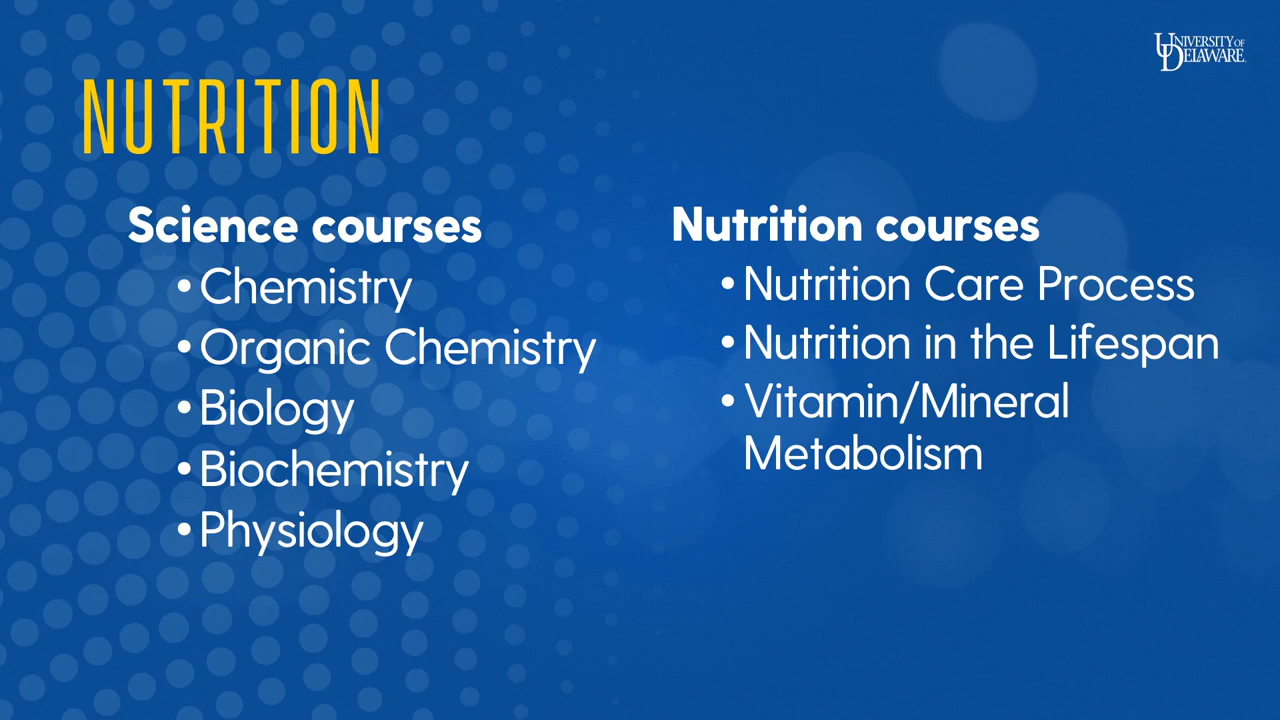 UNIVERSITY OF
DELAWARE
NUTRITION
Science courses
• Chemistry
• Organic Chemistry
• Biology
• Biochemistry
• Physiology
Nutrition courses
• Nutrition Care Process
• Nutrition in the Lifespan
• Vitamin/Mineral
Metabolism